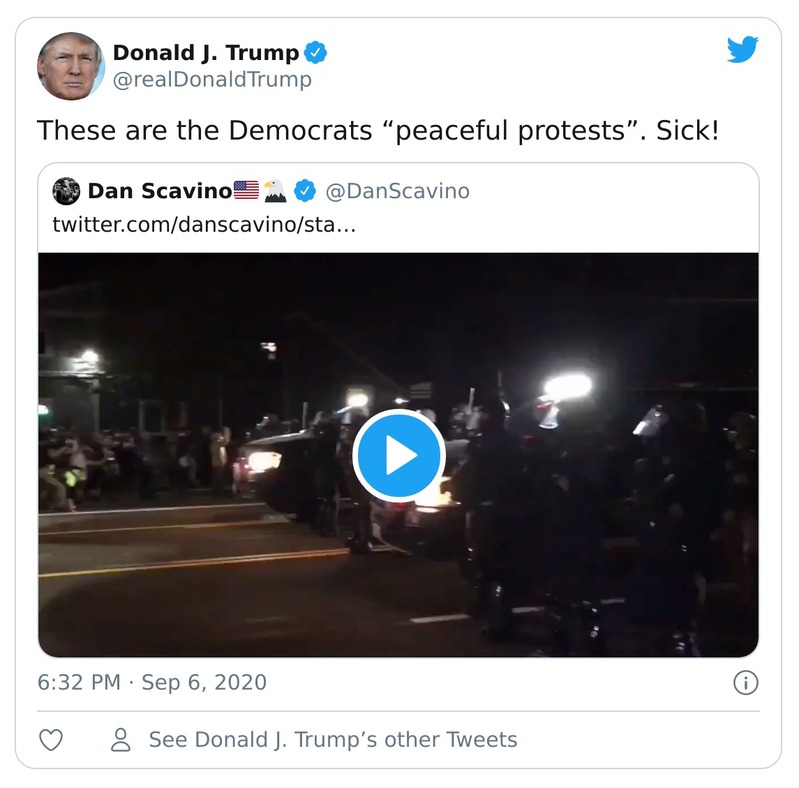 Donald J. Trump
@realDonaldTrump
These are the Democrats “peaceful protests”. Sick!
Dan Scavino🇺🇸🦅 @DanScavino
twitter.com/danscavino/sta…
6:32 PM · Sep 6, 2020
See Donald J. Trump’s other Tweets